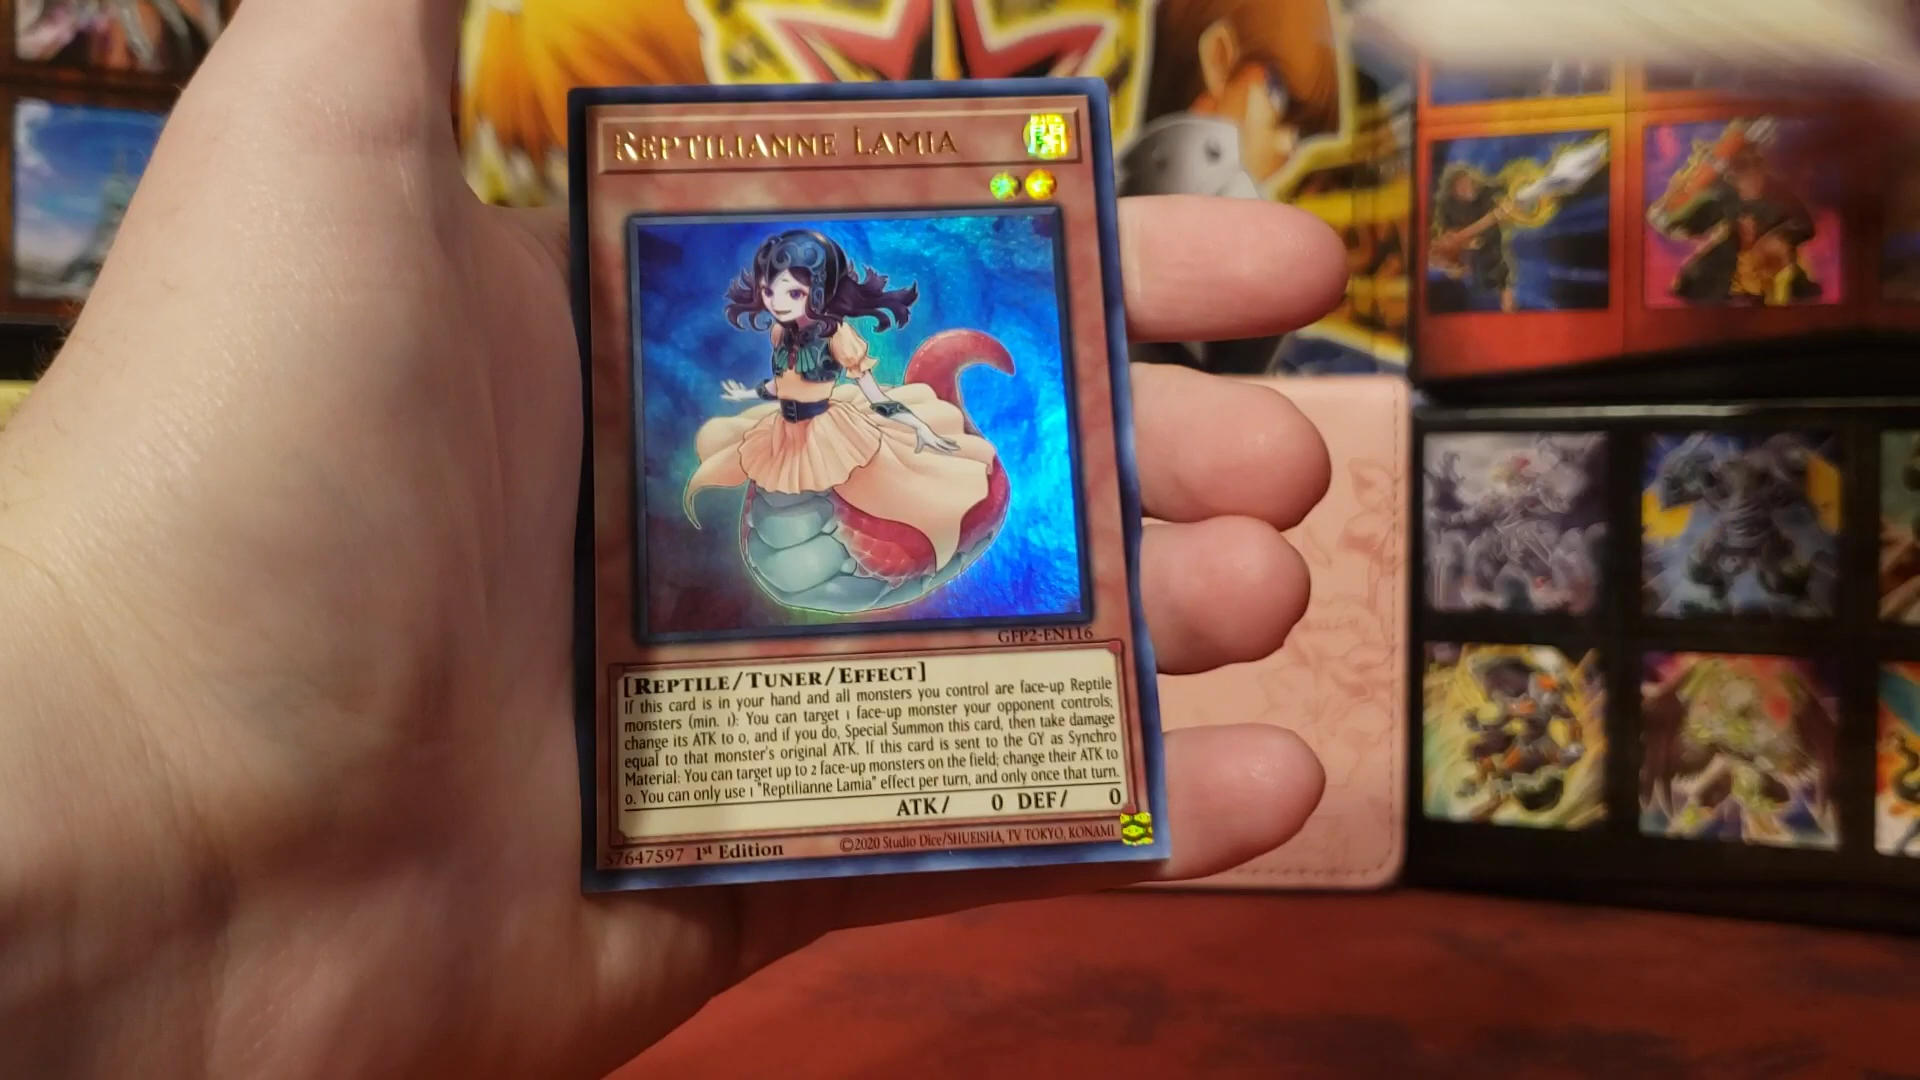 Reptilianne Lamia
闇
GFP2-EN116
[Reptile/Tuner/Effect]
If this card is in your hand and all monsters you control are face-up Reptile
monsters (min. 1): You can target 1 face-up monster your opponent controls;
change its ATK to 0, and if you do, Special Summon this card, then take damage
equal to that monster's original ATK. If this card is sent to the GY as Synchro
Material: You can target up to 2 face-up monsters on the field; change their ATK to
0. You can only use 1 "Reptilianne Lamia" effect per turn, and only once that turn.
ATK/ 0 DEF/ 0
57647597 1st Edition ©2020 Studio Dice/SHUEISHA, TV TOKYO, KONAMI